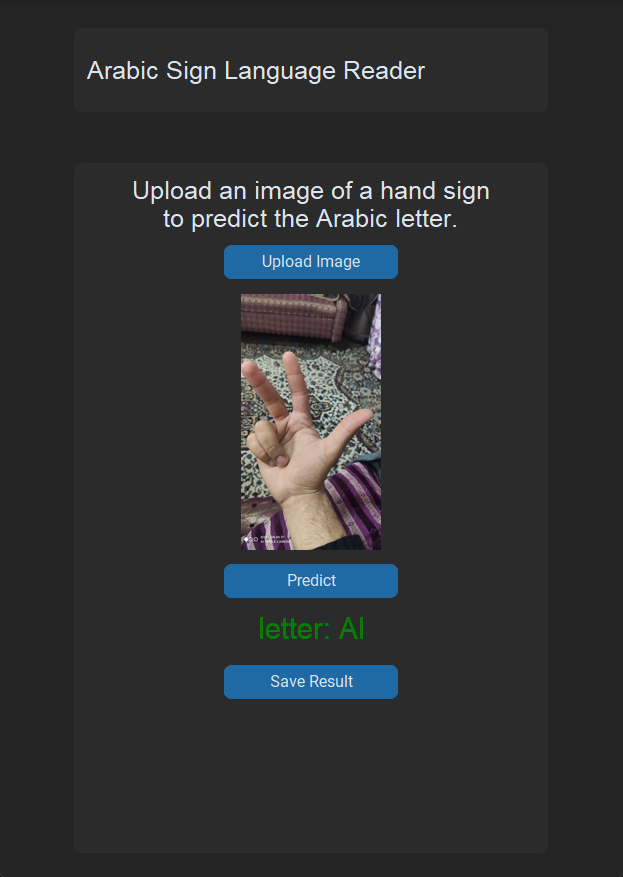 Arabic Sign Language Reader
Upload an image of a hand sign
to predict the Arabic letter.
Upload Image
Predict
letter: Al
Save Result